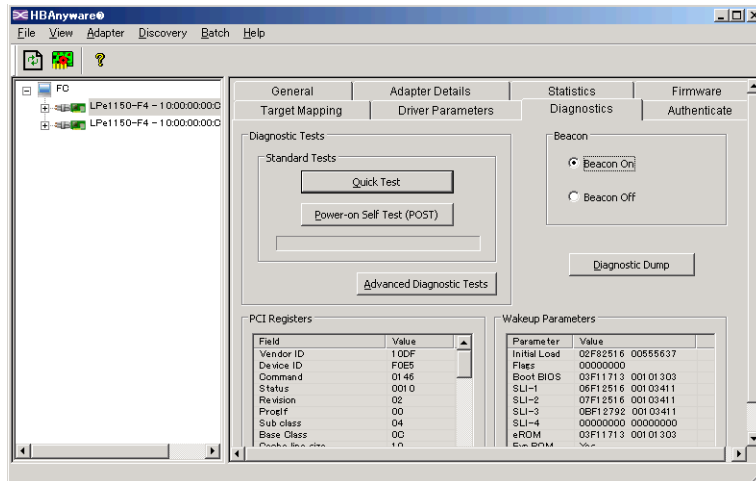 HBAnyware®
File View Adapter Discovery Batch Help
FC
LPe1150-F4 - 10:00:00:00:C
LPe1150-F4 - 10:00:00:00:C
General Adapter Details Statistics Firmware
Target Mapping Driver Parameters Diagnostics Authenticate
Diagnostic Tests
Standard Tests
Quick Test
Power-on Self Test (POST)
Advanced Diagnostic Tests
Beacon
Beacon On
Beacon Off
Diagnostic Dump
PCI Registers
Field Value
Vendor ID 10DF
Device ID F0E5
Command 0146
Status 0010
Revision 02
ProgIf 00
Sub class 04
Base Class 0C
Cache line size 10
Wakeup Parameters
Parameter Value
Initial Load 02F82516 00555637
Flags 00000000
Boot BIOS 03F11713 00101303
SLI-1 06F12516 00103411
SLI-2 07F12516 00103411
SLI-3 0BF12792 00103411
SLI-4 00000000 00000000
eROM 03F11713 00101303